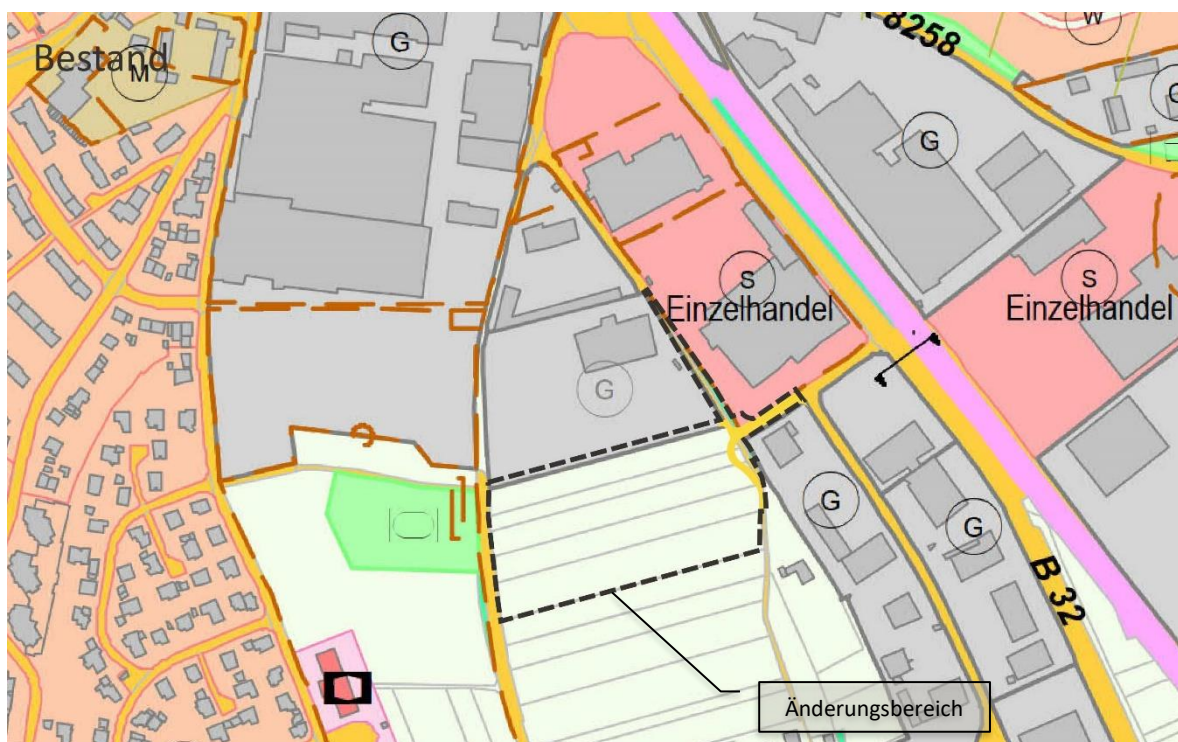 Bestand
M
G
8258
W
G
G
S
Einzelhandel
S
Einzelhandel
G
G
G
B 32
Änderungsbereich